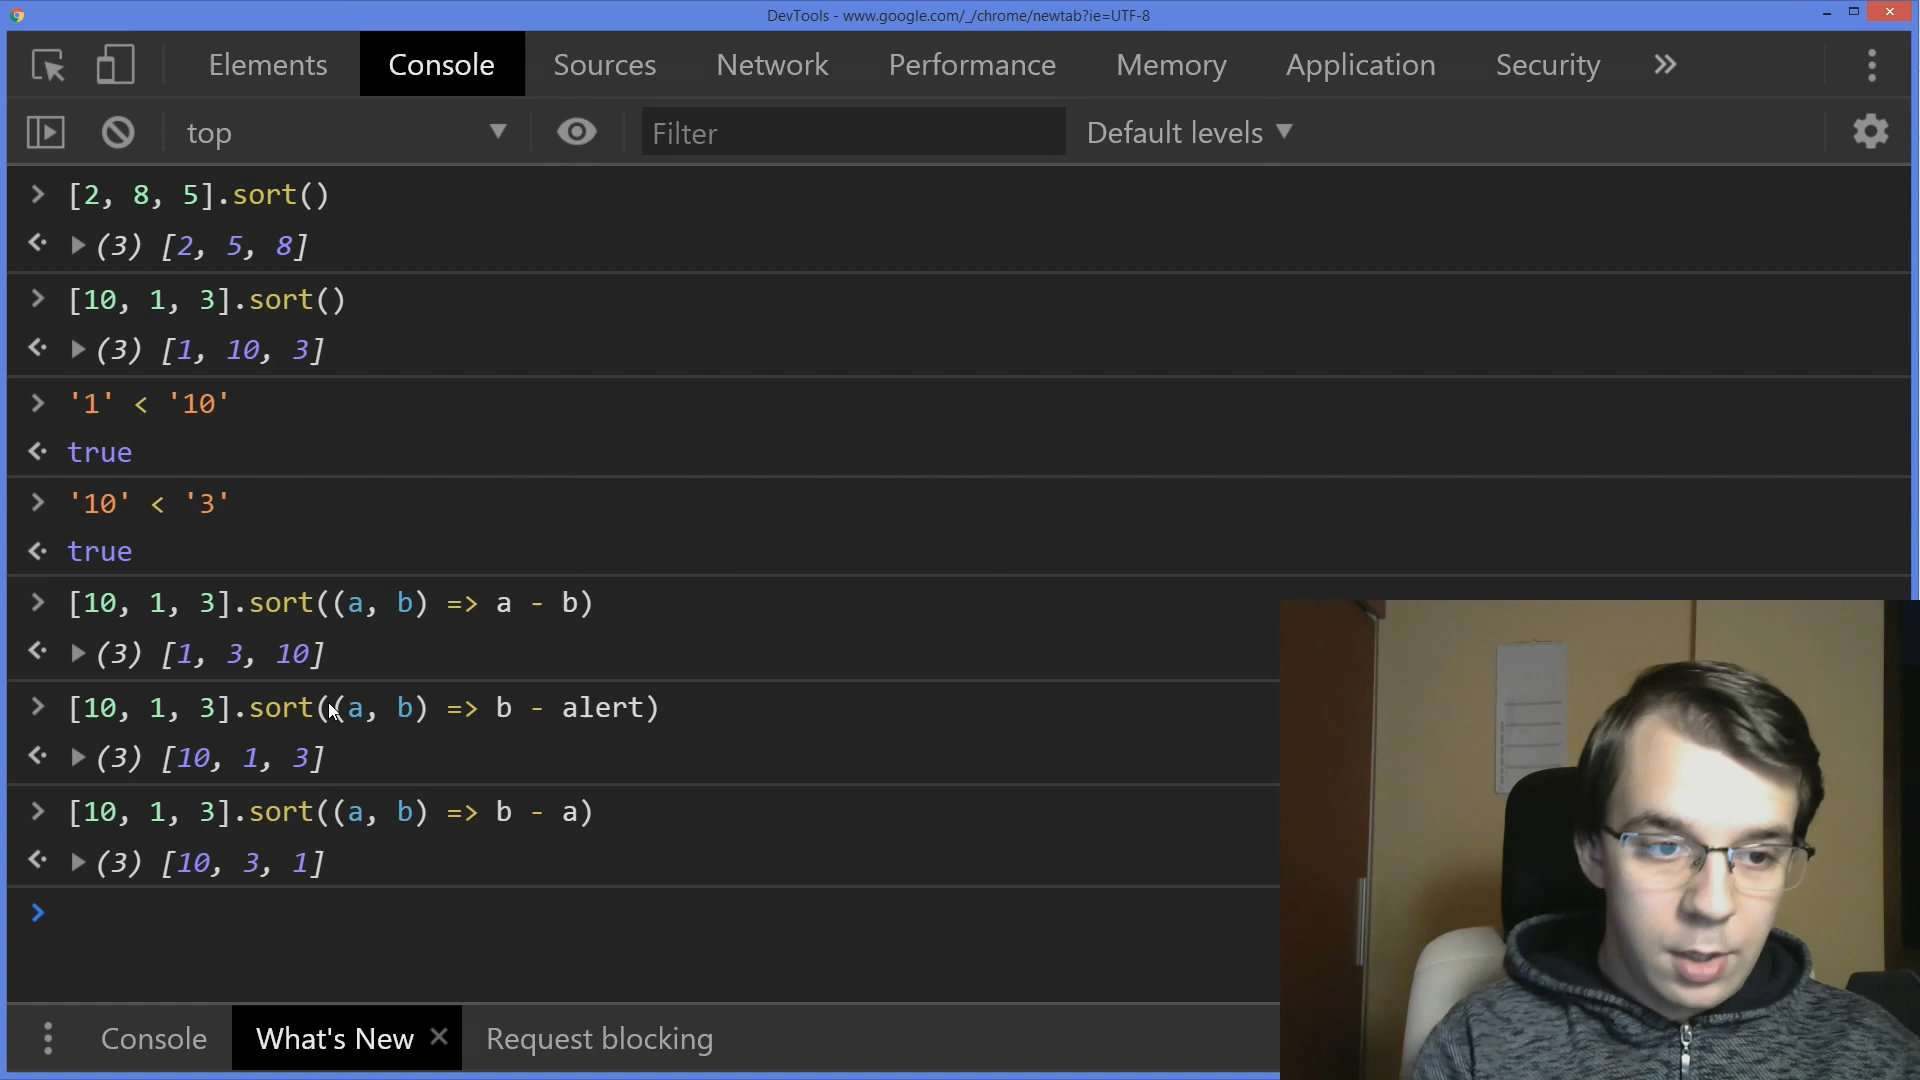 DevTools - www.google.com/_/chrome/newtab?ie=UTF-8
Elements Console Sources Network Performance Memory Application Security
top Filter Default levels
[2, 8, 5].sort()
(3) [2, 5, 8]
[10, 1, 3].sort()
(3) [1, 10, 3]
'1' < '10'
true
'10' < '3'
true
[10, 1, 3].sort((a, b) => a - b)
(3) [1, 3, 10]
[10, 1, 3].sort((a, b) => b - alert)
(3) [10, 1, 3]
[10, 1, 3].sort((a, b) => b - a)
(3) [10, 3, 1]
Console What's New Request blocking